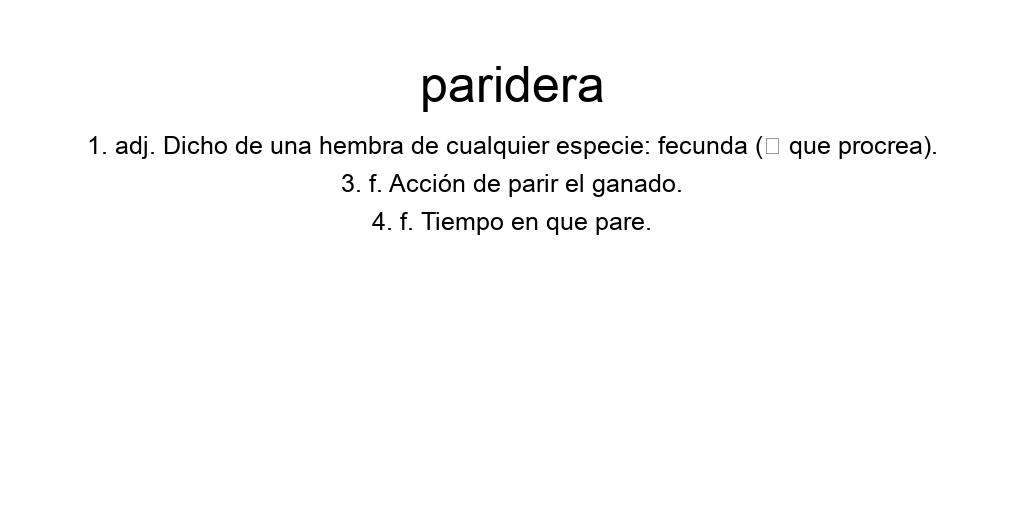 paridera
1. adj. Dicho de una hembra de cualquier especie: fecunda (□ que procrea).
3. f. Acción de parir el ganado.
4. f. Tiempo en que pare.